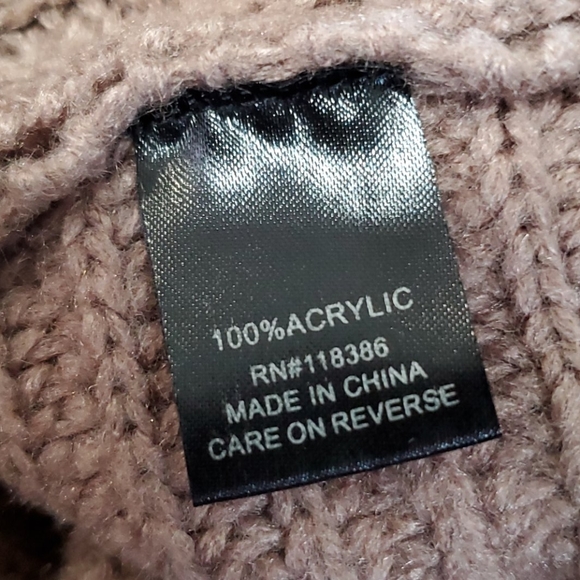 100%ACRYLIC
RN#118386
MADE IN CHINA
CARE ON REVERSE